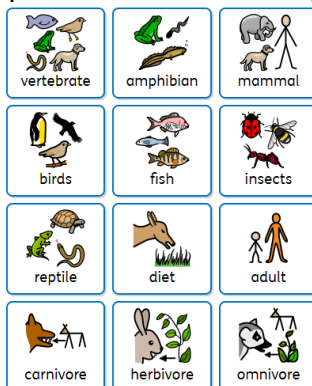 vertebrate amphibian mammal
birds fish insects
reptile diet adult
carnivore herbivore omnivore